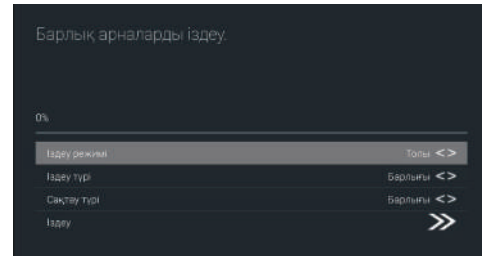 Барлық арналарды іздеу.
0%
Іздеу режимі Толы <>
Іздеу түрі Барлығы <>
Сақтау түрі Барлығы <>
Іздеу >>